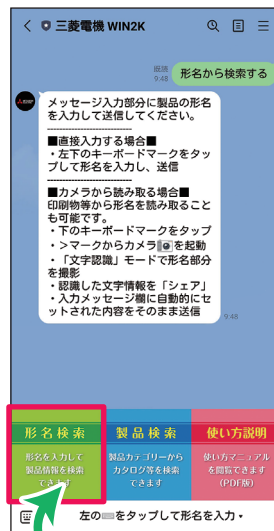 三菱電機 WIN2K
既読
9:48
形名から検索する
メッセージ入力部分に製品の形名
を入力して送信してください。
--------------------------
■直接入力する場合■
・左下のキーボードマークをタッ
プして形名を入力し、送信
--------------------------
■カメラから読み取る場合■
印刷物等から形名を読み取ること
も可能です。
・下のキーボードマークをタップ
・>マークからカメラ を起動
・「文字認識」モードで形名部分
を撮影
・認識した文字情報を「シェア」
・入力メッセージ欄に自動的にセ
ットされた内容をそのまま送信
9:48
形名検索
形名を入力して
製品情報を検索
できます
製品検索
製品カテゴリーから
カタログ等を検索
できます
使い方説明
使い方マニュアル
を閲覧できます
(PDF版)
左の をタップして形名を入力・